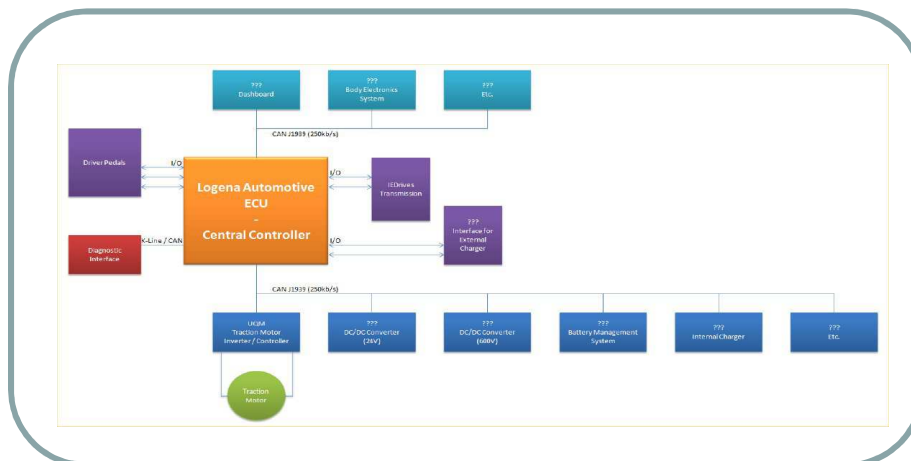 ???
Dashboard
???
Body Electronics
System
???
Etc.
CAN J1939 (250kb/s)
Driver Pedals
I/O
Logena Automotive
ECU
-
Central Controller
I/O
IEDrives
Transmission
???
Interface for
External
Charger
I/O
K-Line / CAN
Diagnostic
Interface
CAN J1939 (250kb/s)
UQM
Traction Motor
Inverter / Controller
???
DC/DC Converter
(24V)
???
DC/DC Converter
(600V)
???
Battery Management
System
???
Internal Charger
???
Etc.
Traction
Motor